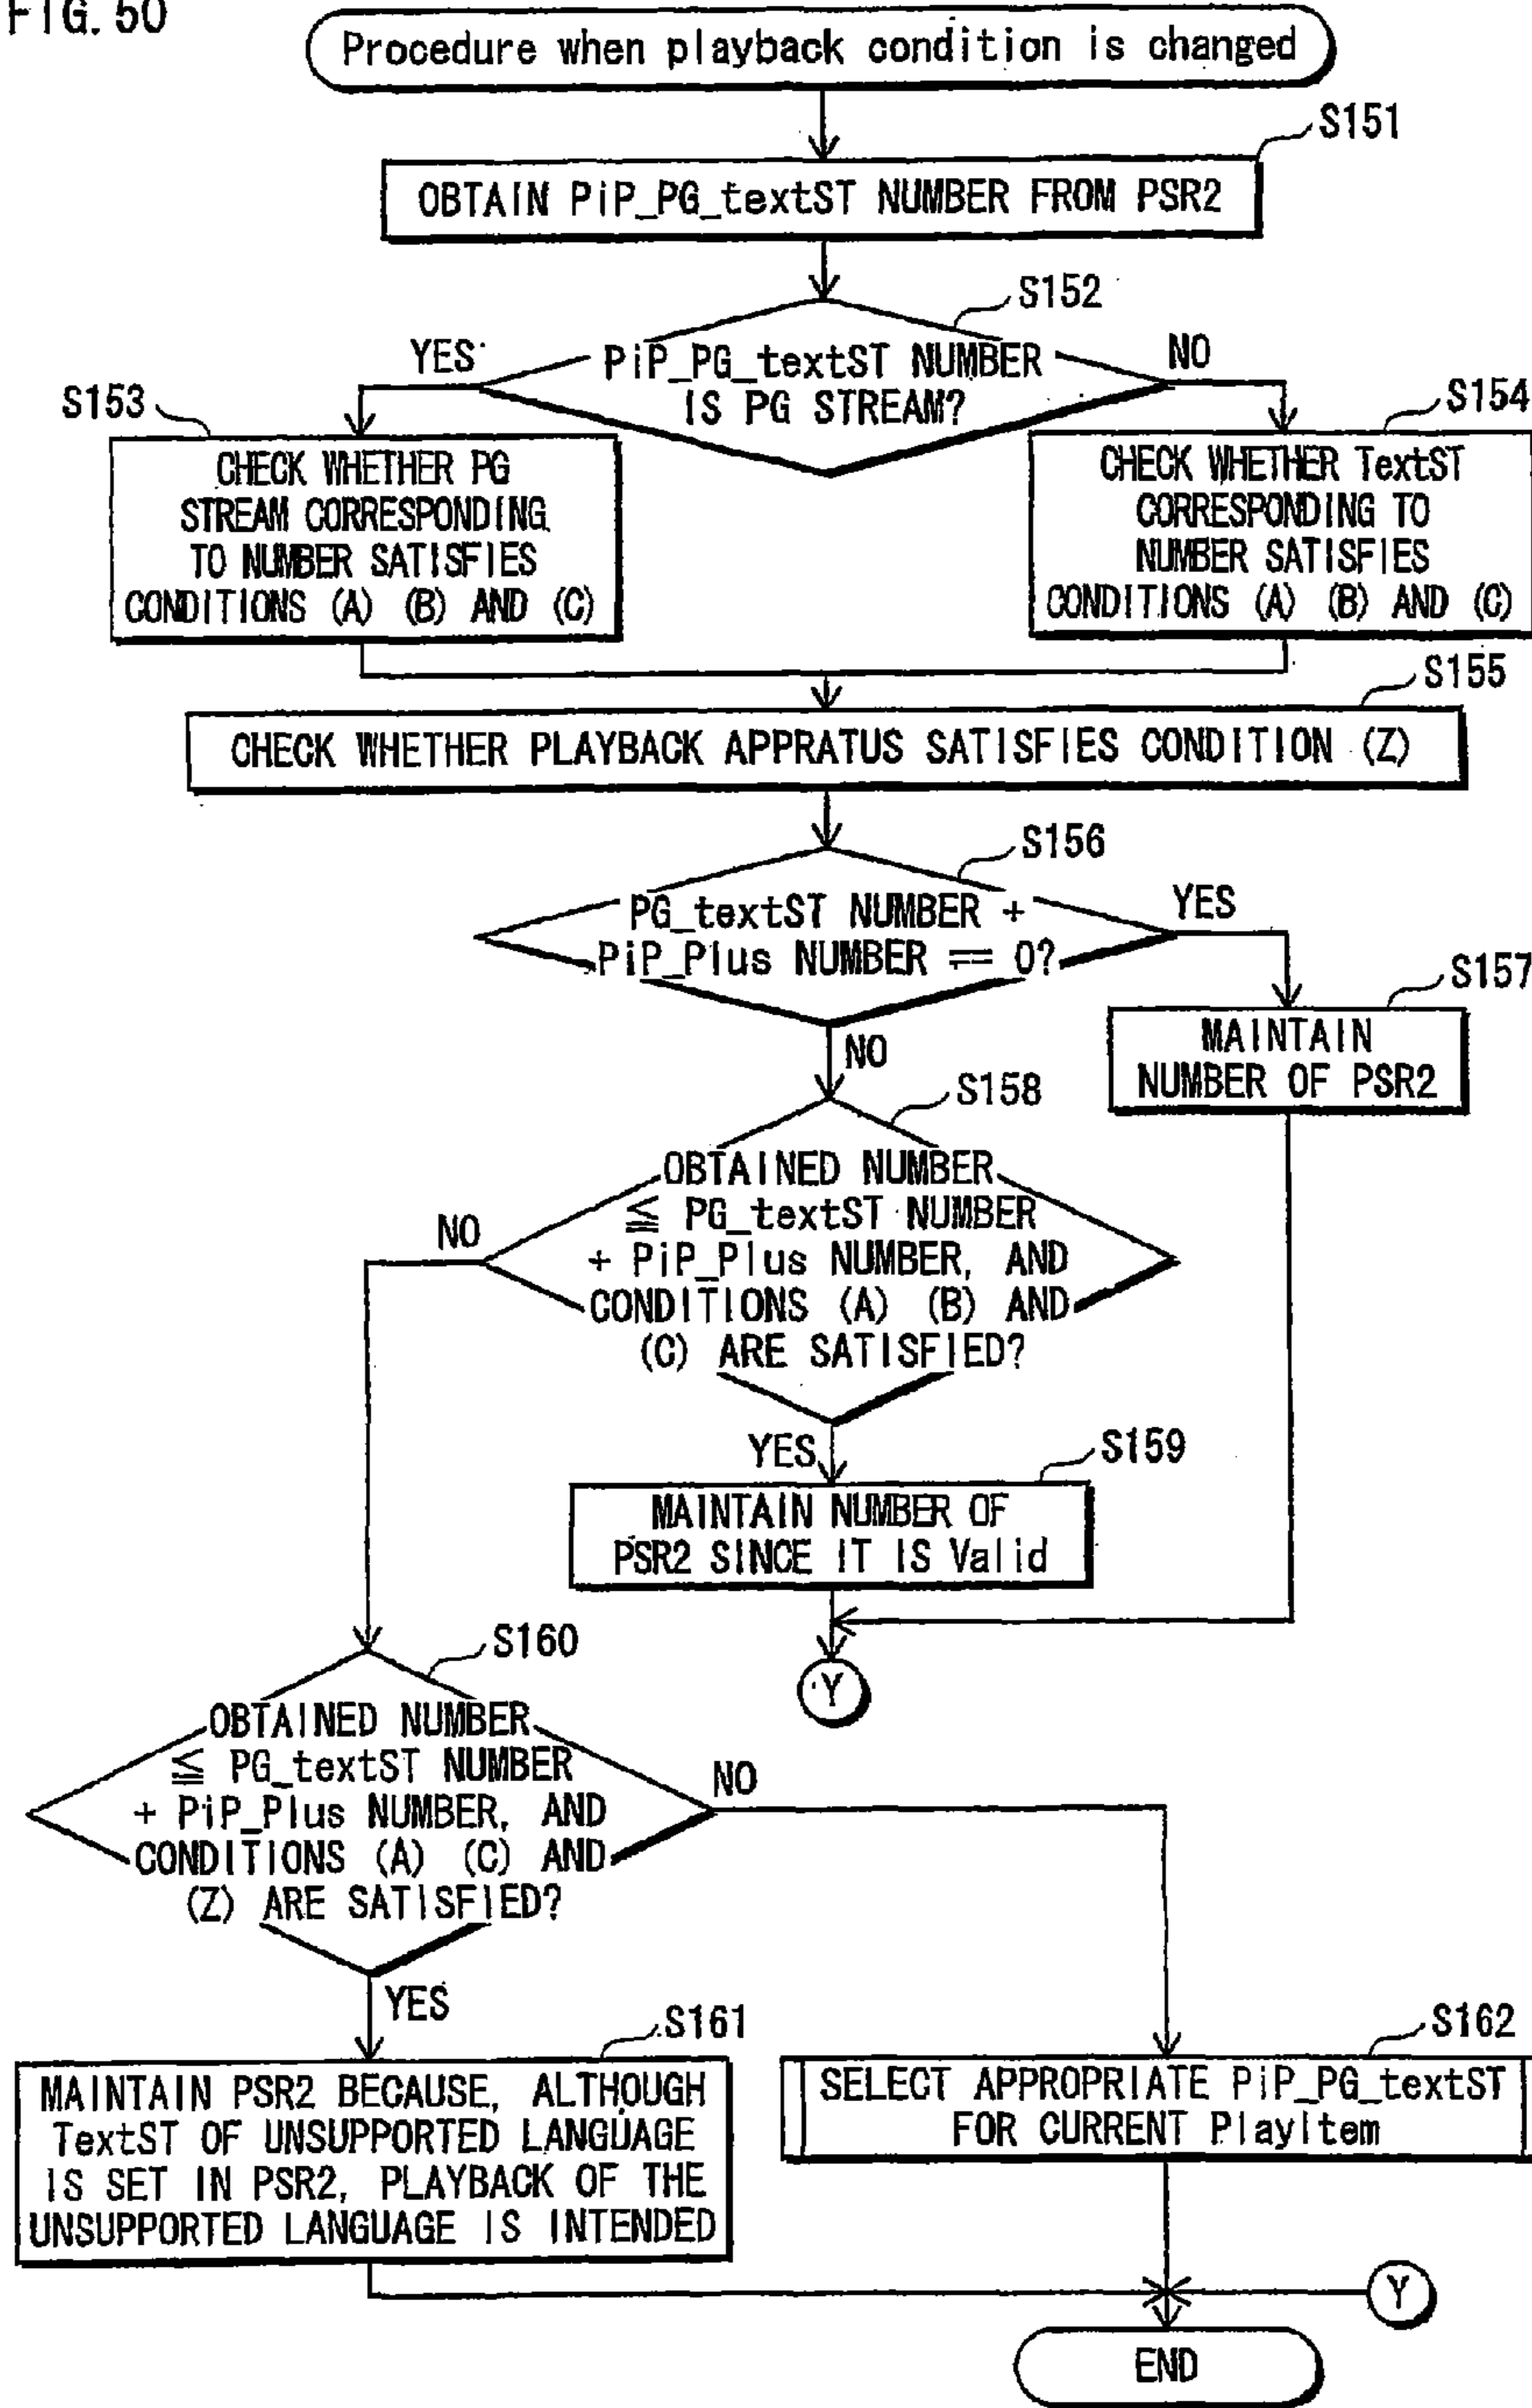 FIG. 50
Procedure when playback condition is changed
S151
OBTAIN PiP_PG_textST NUMBER FROM PSR2
S152
YES
PiP_PG_textST NUMBER
IS PG STREAM?
NO
S153
CHECK WHETHER PG
STREAM CORRESPONDING
TO NUMBER SATISFIES
CONDITIONS (A) (B) AND (C)
S154
CHECK WHETHER TextST
CORRESPONDING TO
NUMBER SATISFIES
CONDITIONS (A) (B) AND (C)
S155
CHECK WHETHER PLAYBACK APPRATUS SATISFIES CONDITION (Z)
S156
PG_textST NUMBER +
PiP_Plus NUMBER == 0?
YES
S157
MAINTAIN
NUMBER OF PSR2
NO
S158
OBTAINED NUMBER
≦ PG_textST NUMBER
+ PiP_Plus NUMBER, AND
CONDITIONS (A) (B) AND
(C) ARE SATISFIED?
NO
YES
S159
MAINTAIN NUMBER OF
PSR2 SINCE IT IS Valid
Y
S160
OBTAINED NUMBER
≦ PG_textST NUMBER
+ PiP_Plus NUMBER, AND
CONDITIONS (A) (C) AND
(Z) ARE SATISFIED?
NO
YES
S161
MAINTAIN PSR2 BECAUSE, ALTHOUGH
TextST OF UNSUPPORTED LANGUAGE
IS SET IN PSR2, PLAYBACK OF THE
UNSUPPORTED LANGUAGE IS INTENDED
S162
SELECT APPROPRIATE PiP_PG_textST
FOR CURRENT PlayItem
Y
END